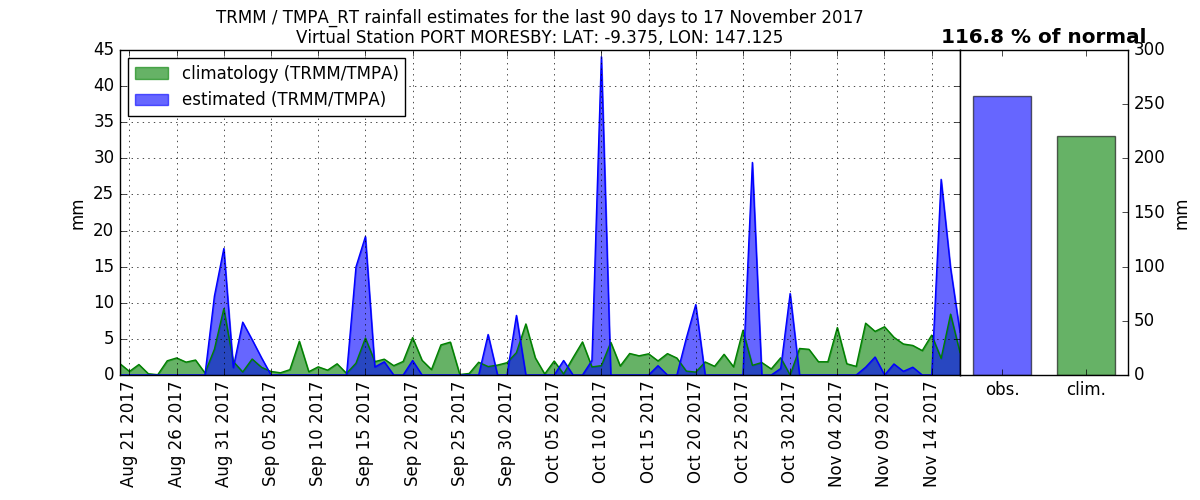 TRMM / TMPA_RT rainfall estimates for the last 90 days to 17 November 2017
Virtual Station PORT MORESBY: LAT: -9.375, LON: 147.125
116.8 % of normal
climatology (TRMM/TMPA)
estimated (TRMM/TMPA)
45
40
35
30
25
20
15
10
5
0
mm
Aug 21 2017
Aug 26 2017
Aug 31 2017
Sep 05 2017
Sep 10 2017
Sep 15 2017
Sep 20 2017
Sep 25 2017
Sep 30 2017
Oct 05 2017
Oct 10 2017
Oct 15 2017
Oct 20 2017
Oct 25 2017
Oct 30 2017
Nov 04 2017
Nov 09 2017
Nov 14 2017
obs.
clim.
300
250
200
150
100
50
0
mm